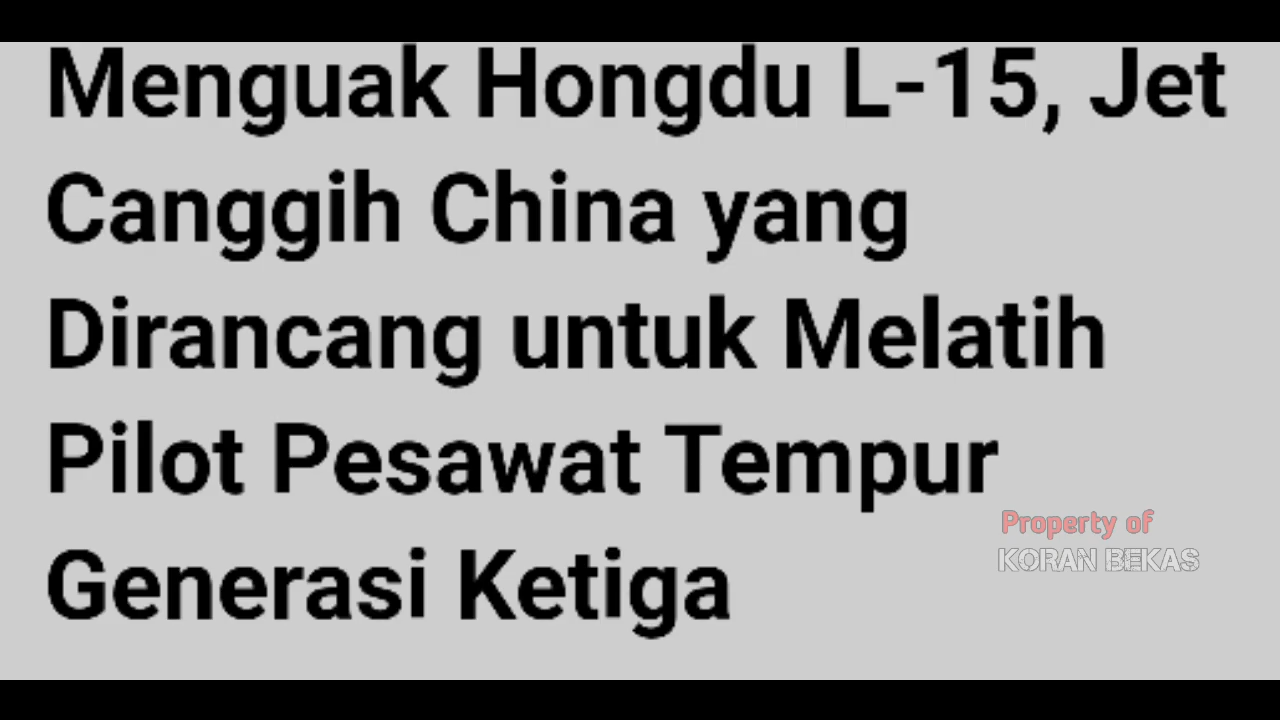 Menguak Hongdu L-15, Jet
Canggih China yang
Dirancang untuk Melatih
Pilot Pesawat Tempur
Generasi Ketiga
Property of
KORAN BEKAS